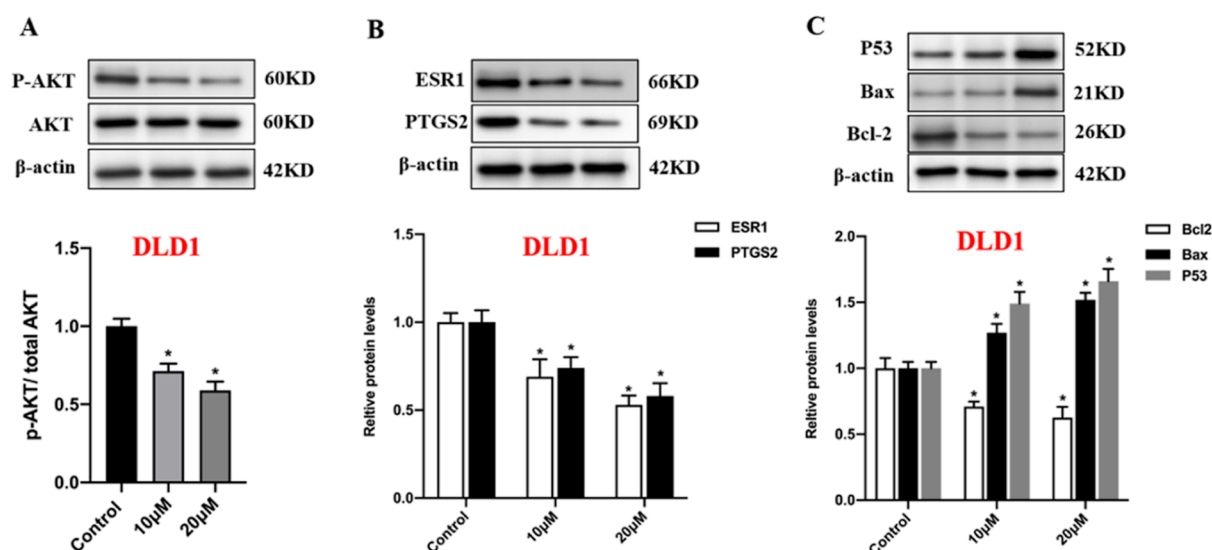 A
P-AKT 60KD
AKT 60KD
β-actin 42KD
DLD1
p-AKT/ total AKT
1.5
1.0
0.5
0.0
Control
10μM
20μM
B
ESR1 66KD
PTGS2 69KD
β-actin 42KD
ESR1
PTGS2
DLD1
Reltive protein levels
1.5
1.0
0.5
0.0
* * * *
Control
10μM
20μM
C
P53 52KD
Bax 21KD
Bcl-2 26KD
β-actin 42KD
Bcl2
Bax
P53
DLD1
Reltive protein levels
2.0
1.5
1.0
0.5
0.0
* * * * * *
Control
10μM
20μM